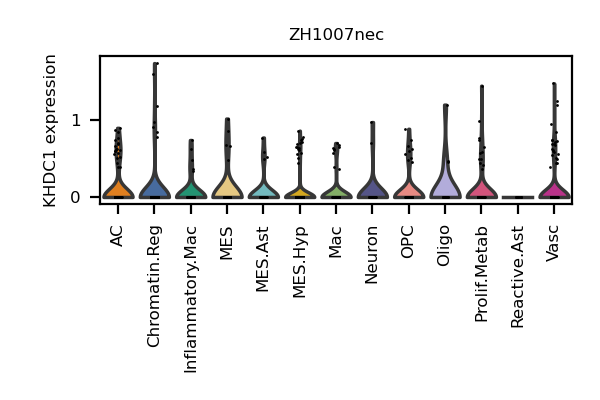 ZH1007nec
KHDC1 expression
1
0
AC
Chromatin.Reg
Inflammatory.Mac
MES
MES.Ast
MES.Hyp
Mac
Neuron
OPC
Oligo
Prolif.Metab
Reactive.Ast
Vasc